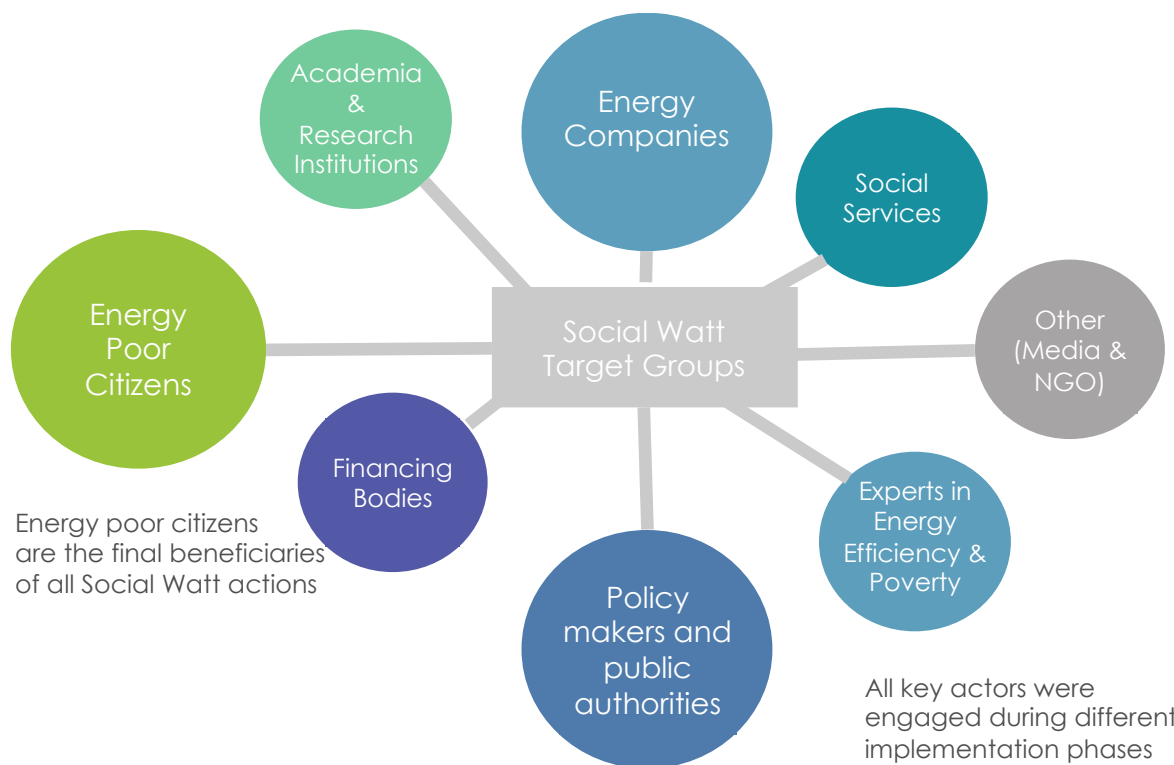 Academia
&
Research
Institutions
Energy
Companies
Social
Services
Energy
Poor
Citizens
Social Watt
Target Groups
Other
(Media &
NGO)
Financing
Bodies
Experts in
Energy
Efficiency &
Poverty
Energy poor citizens
are the final beneficiaries
of all Social Watt actions
Policy
makers and
public
authorities
All key actors were
engaged during different
implementation phases